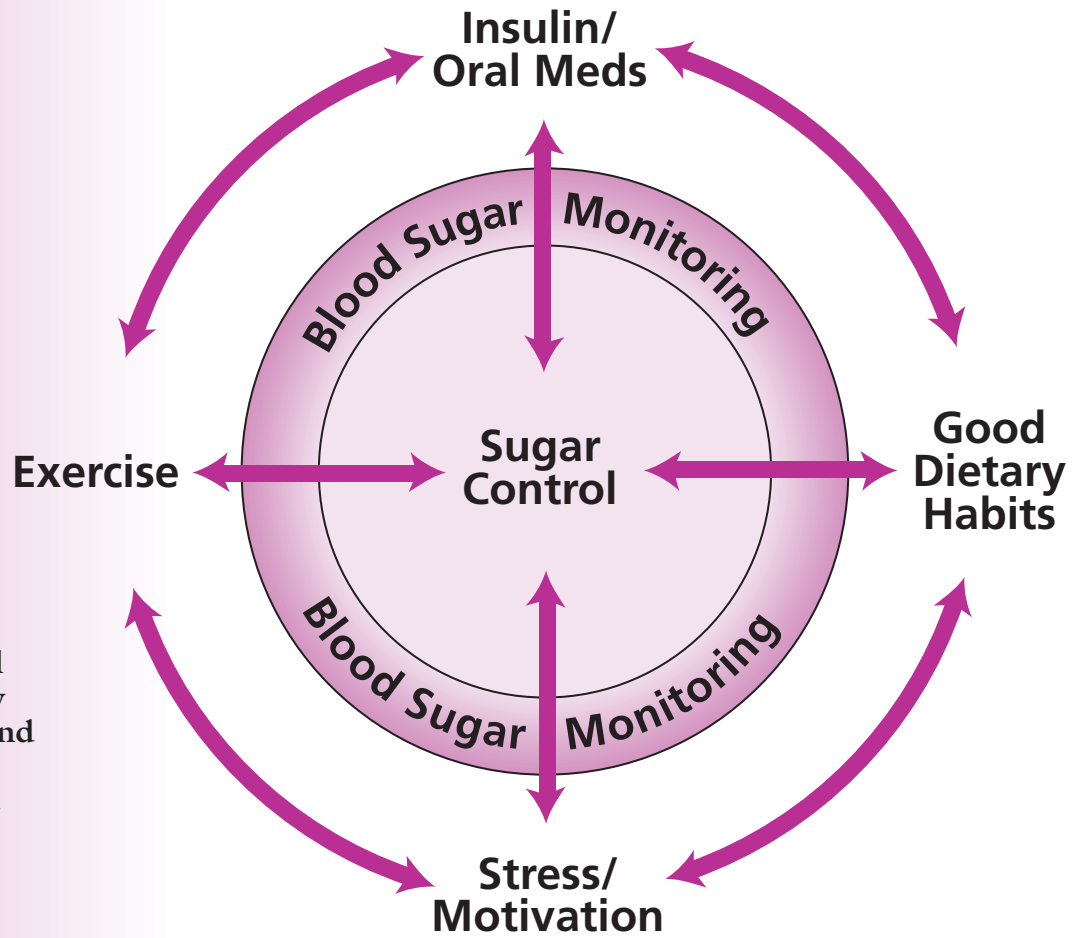 Insulin/
Oral Meds
Blood Sugar Monitoring
Exercise
Sugar
Control
Good
Dietary
Habits
Blood Sugar Monitoring
Stress/
Motivation